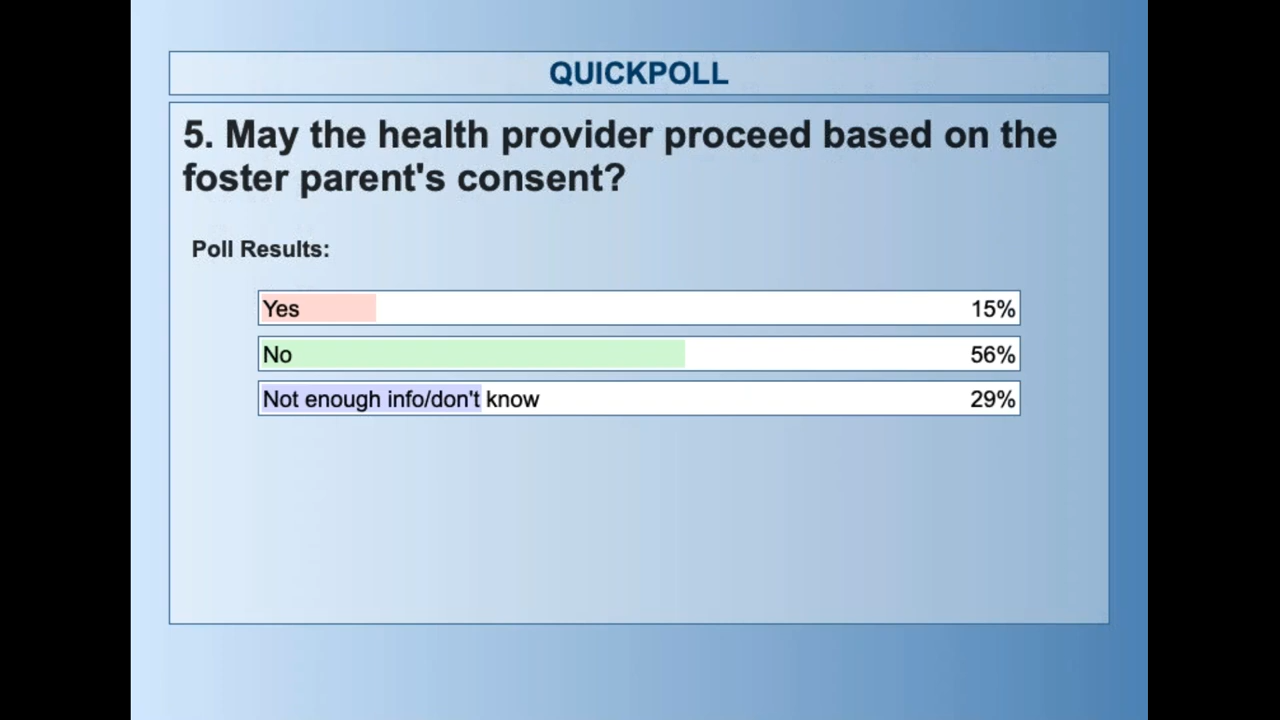 QUICKPOLL
5. May the health provider proceed based on the
foster parent's consent?
Poll Results:
Yes 15%
No 56%
Not enough info/don't know 29%